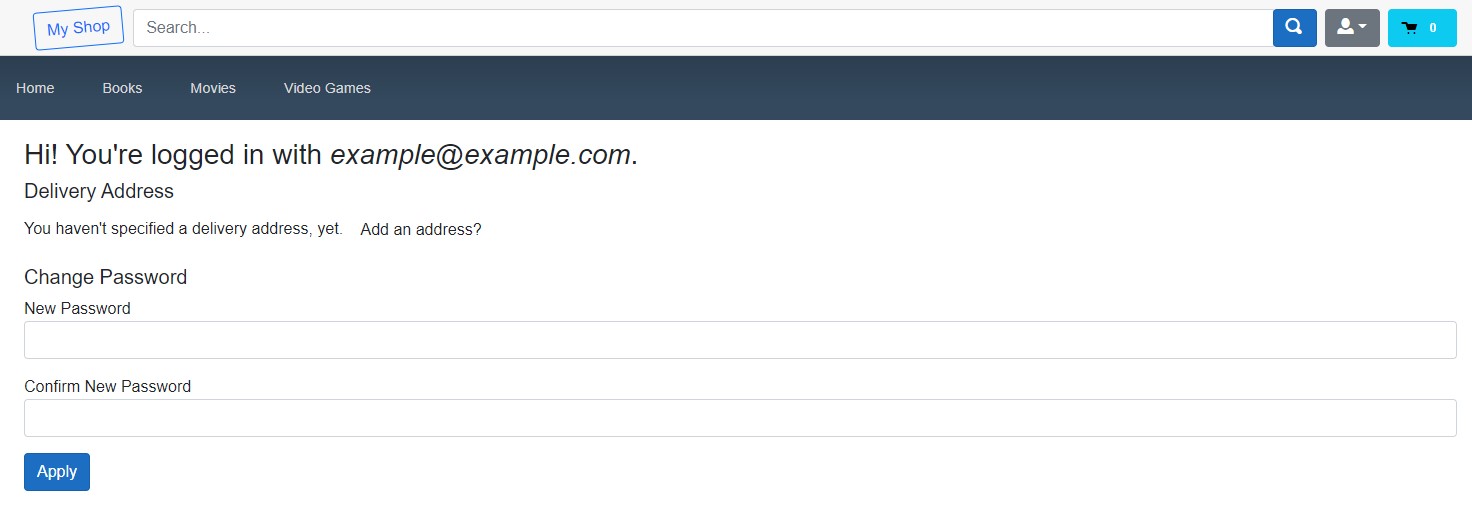 My Shop
Search...
0
Home Books Movies Video Games
Hi! You're logged in with example@example.com.
Delivery Address
You haven't specified a delivery address, yet. Add an address?
Change Password
New Password
Confirm New Password
Apply